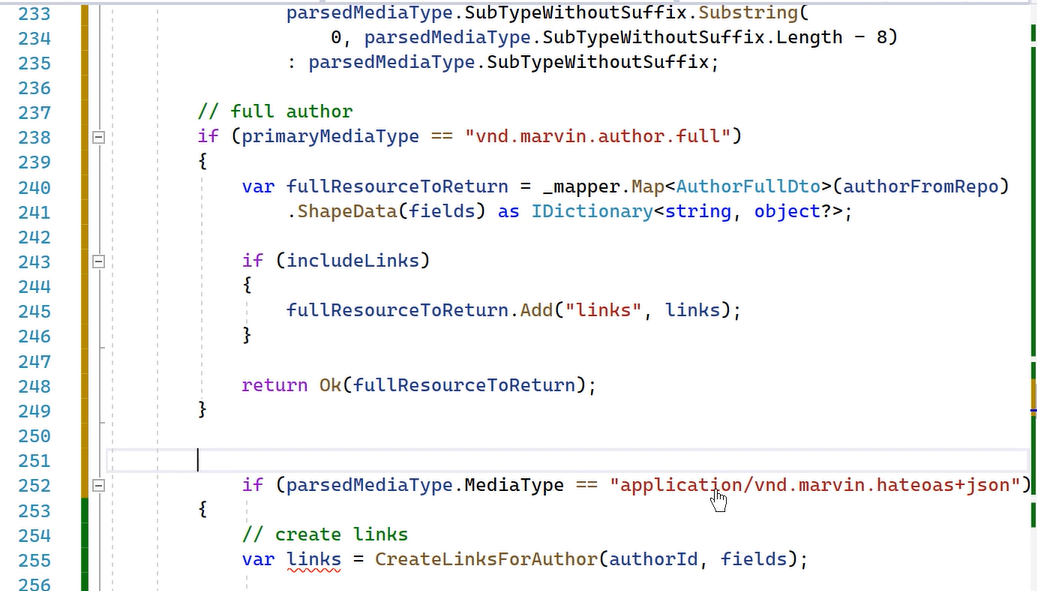 233 parsedMediaType.SubTypeWithoutSuffix.Substring(
234 0, parsedMediaType.SubTypeWithoutSuffix.Length - 8)
235 : parsedMediaType.SubTypeWithoutSuffix;
236
237 // full author
238 if (primaryMediaType == "vnd.marvin.author.full")
239 {
240 var fullResourceToReturn = _mapper.Map<AuthorFullDto>(authorFromRepo)
241 .ShapeData(fields) as IDictionary<string, object?>;
242
243 if (includeLinks)
244 {
245 fullResourceToReturn.Add("links", links);
246 }
247
248 return Ok(fullResourceToReturn);
249 }
250
251
252 if (parsedMediaType.MediaType == "application/vnd.marvin.hateoas+json")
253 {
254 // create links
255 var links = CreateLinksForAuthor(authorId, fields);
256